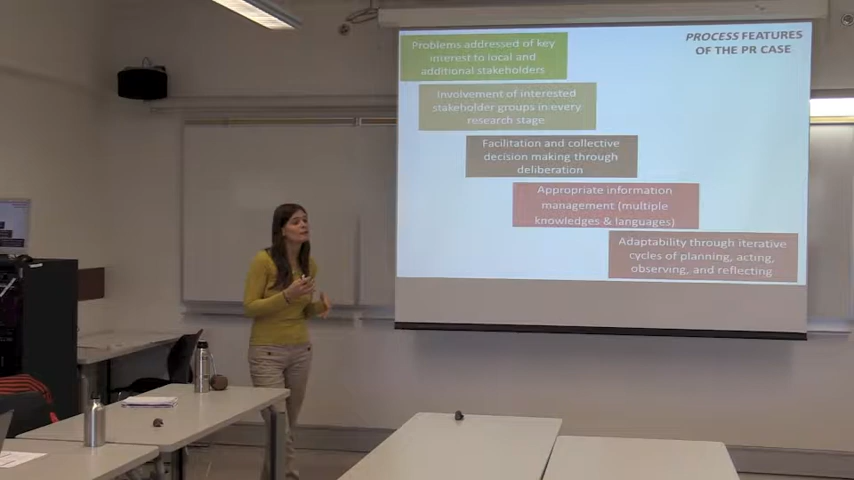 PROCESS FEATURES
OF THE PR CASE
Problems addressed of key
interest to local and
additional stakeholders
Involvement of interested
stakeholder groups in every
research stage
Facilitation and collective
decision making through
deliberation
Appropriate information
management (multiple
knowledges & languages)
Adaptability through iterative
cycles of planning, acting,
observing, and reflecting